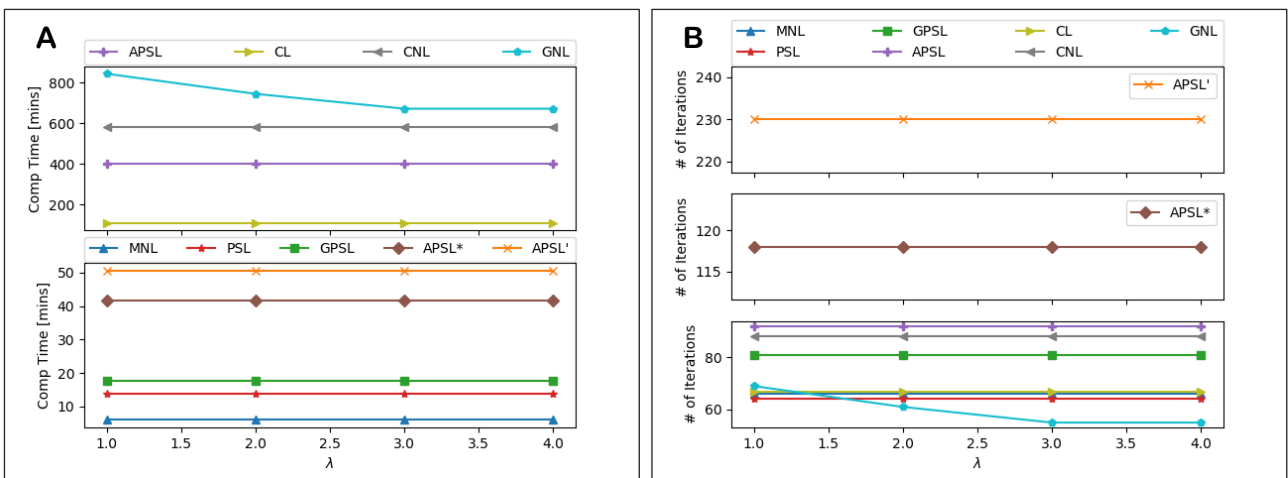 A
APSL CL CNL GNL
800
600
400
200
Comp Time [mins]
MNL PSL GPSL APSL* APSL'
50
40
30
20
10
Comp Time [mins]
1.0 1.5 2.0 2.5 3.0 3.5 4.0
λ
B
MNL GPSL CL GNL
PSL APSL CNL
240
230
220
# of Iterations
APSL'
120
115
# of Iterations
APSL*
80
60
# of Iterations
1.0 1.5 2.0 2.5 3.0 3.5 4.0
λ